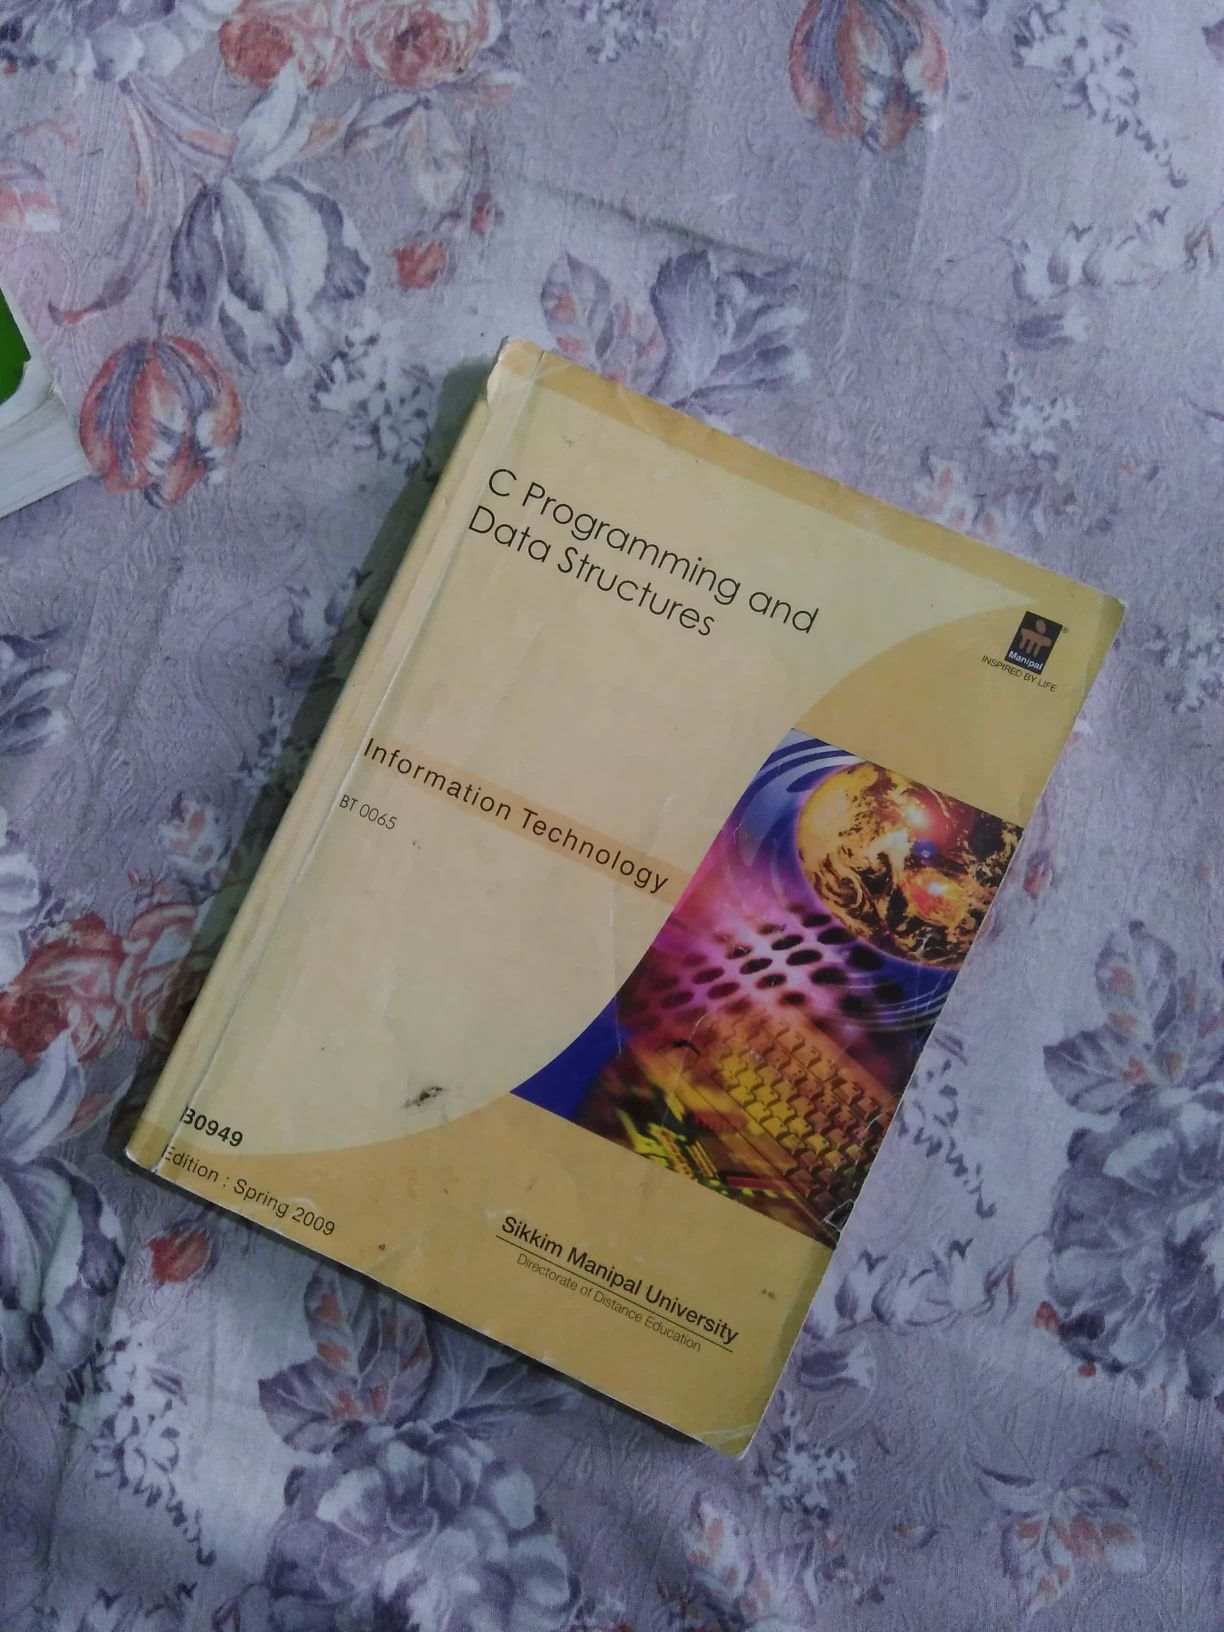 C Programming and
Data Structures
Manipal
INSPIRED BY LIFE
Information Technology
BT 0065
B0949
Edition : Spring 2009
Sikkim Manipal University
Directorate of Distance Education